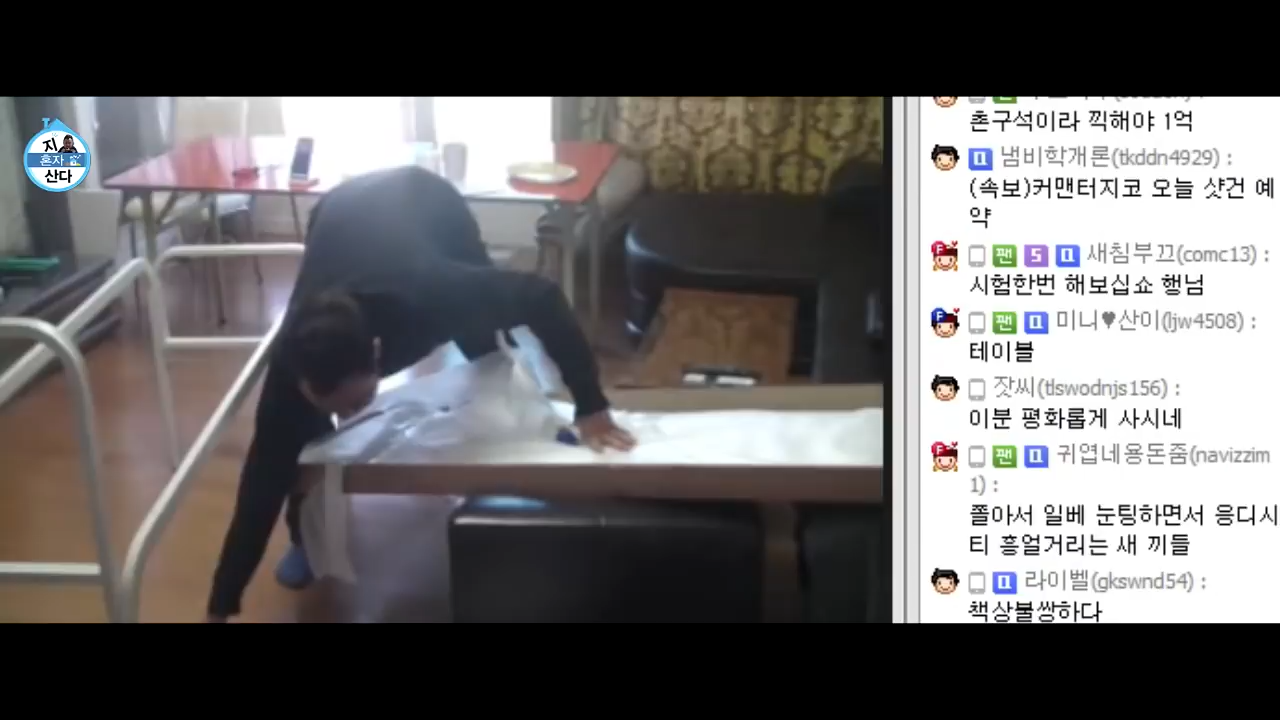 혼자
산다
촌구석이라 끽해야 1억
냄비학개론(tkddn4929) :
(속보)커맨터지코 오늘 샷건 예
약
팬 S 새침부끄(comc13) :
시험한번 해보십쇼 행님
팬 미니♥산이(ljw4508) :
테이블
잣씨(tlswodnjs156) :
이분 평화롭게 사시네
팬 귀엽네용돈줌(navizzim
1) :
쫄아서 일베 눈팅하면서 응디시
티 흥얼거리는 새 끼들
라이벨(gkswnd54) :
책상불쌍하다